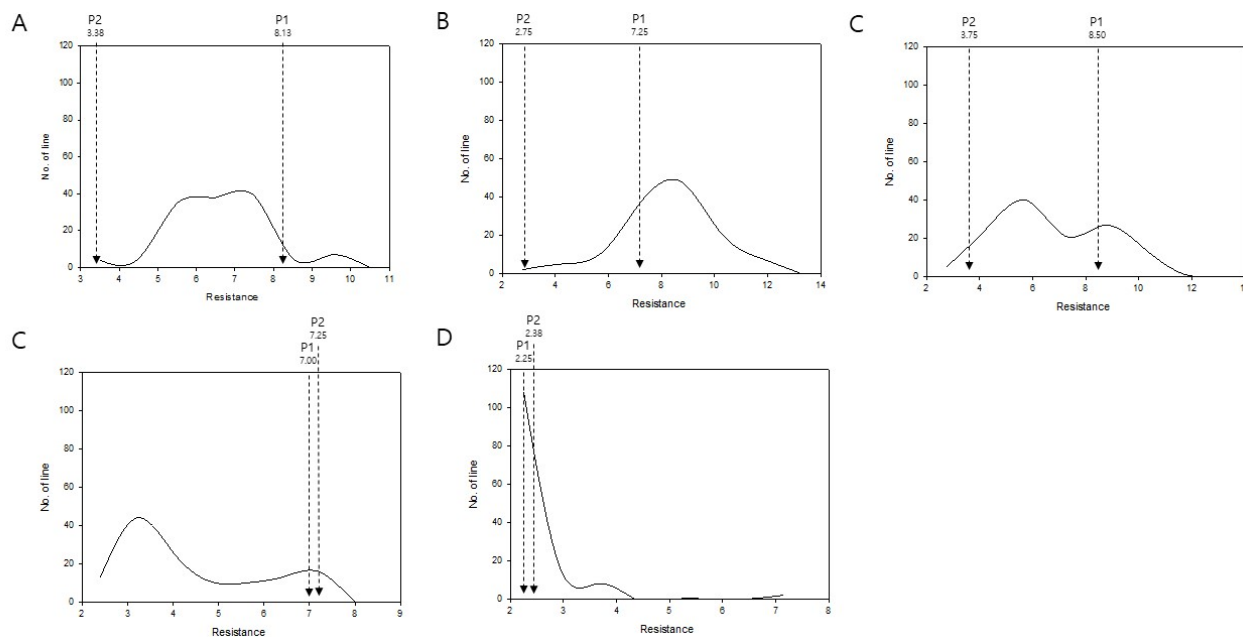 A
P2
3.38
P1
8.13
120
100
80
60
40
20
0
No. of line
3 4 5 6 7 8 9 10 11
Resistance
B
P2
2.75
P1
7.25
120
100
80
60
40
20
0
No. of line
2 4 6 8 10 12 14
Resistance
C
P2
3.75
P1
8.50
120
100
80
60
40
20
0
No. of line
2 4 6 8 10 12
Resistance
C
P2
7.25
P1
7.00
120
100
80
60
40
20
0
No. of line
2 3 4 5 6 7 8 9
Resistance
D
P2
2.38
P1
2.25
120
100
80
60
40
20
0
No. of line
2 3 4 5 6 7 8
Resistance